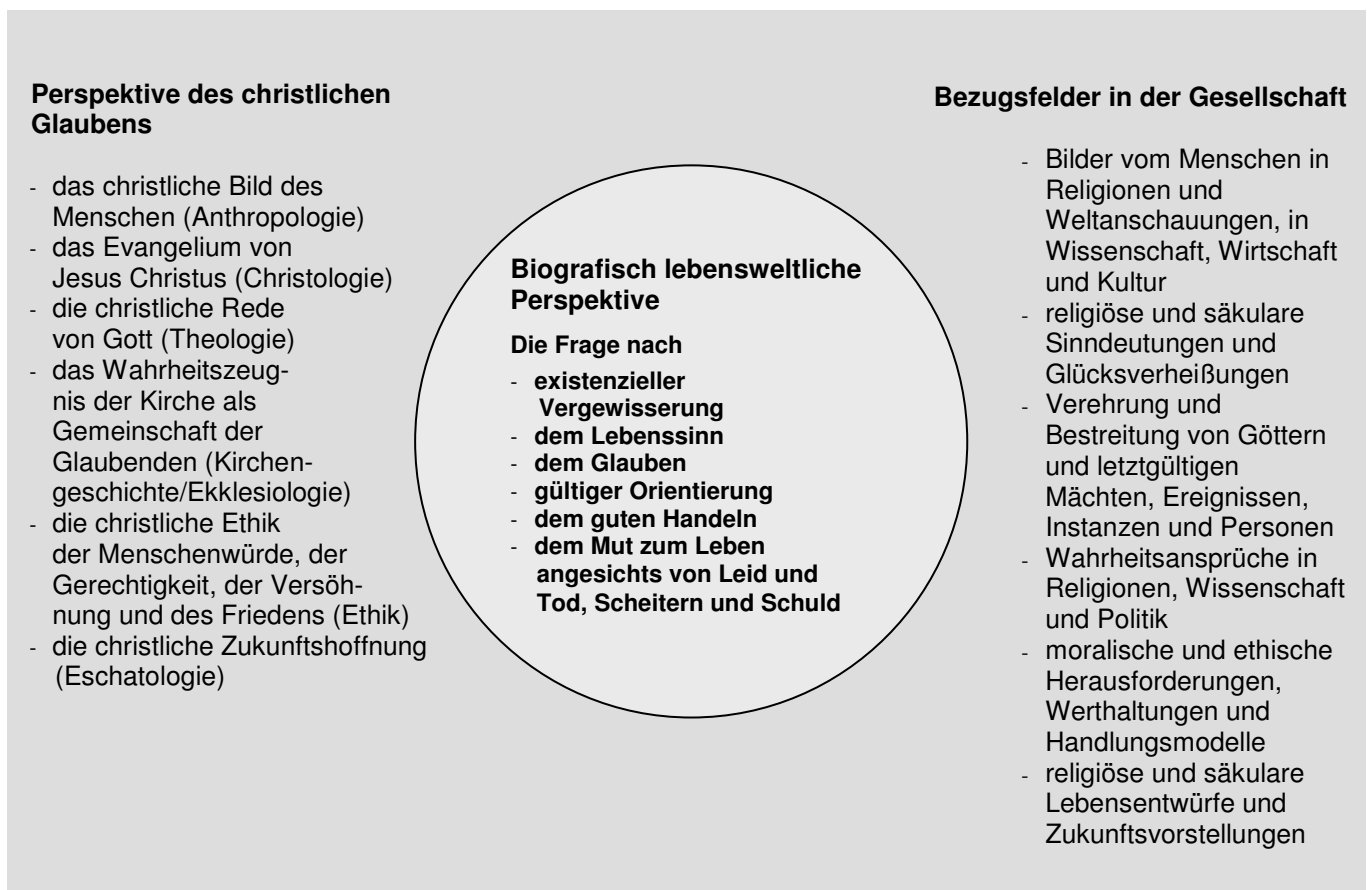 Perspektive des christlichen
Glaubens
- das christliche Bild des
Menschen (Anthropologie)
- das Evangelium von
Jesus Christus (Christologie)
- die christliche Rede
von Gott (Theologie)
- das Wahrheitszeug-
nis der Kirche als
Gemeinschaft der
Glaubenden (Kirchen-
geschichte/Ekklesiologie)
- die christliche Ethik
der Menschenwürde, der
Gerechtigkeit, der Versöh-
nung und des Friedens (Ethik)
- die christliche Zukunftshoffnung
(Eschatologie)
Biografisch lebensweltliche
Perspektive
Die Frage nach
- existenzieller
Vergewisserung
- dem Lebenssinn
- dem Glauben
- gültiger Orientierung
- dem guten Handeln
- dem Mut zum Leben
angesichts von Leid und
Tod, Scheitern und Schuld
Bezugsfelder in der Gesellschaft
- Bilder vom Menschen in
Religionen und
Weltanschauungen, in
Wissenschaft, Wirtschaft
und Kultur
- religiöse und säkulare
Sinndeutungen und
Glücksverheißungen
- Verehrung und
Bestreitung von Göttern
und letztgültigen
Mächten, Ereignissen,
Instanzen und Personen
- Wahrheitsansprüche in
Religionen, Wissenschaft
und Politik
- moralische und ethische
Herausforderungen,
Werthaltungen und
Handlungsmodelle
- religiöse und säkulare
Lebensentwürfe und
Zukunftsvorstellungen